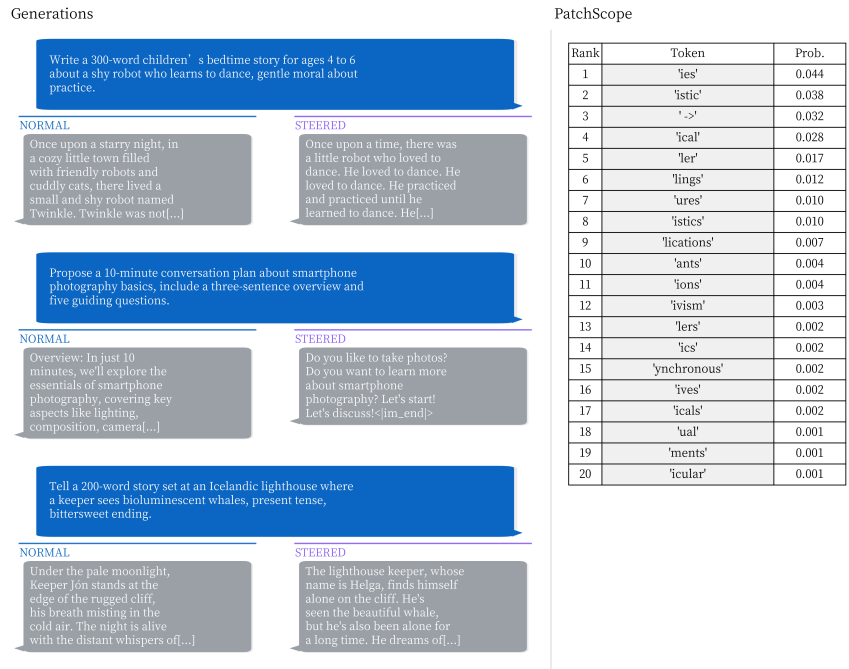 Generations
Write a 300-word children’s bedtime story for ages 4 to 6
about a shy robot who learns to dance, gentle moral about
practice.
NORMAL
Once upon a starry night, in
a cozy little town filled
with friendly robots and
cuddly cats, there lived a
small and shy robot named
Twinkle. Twinkle was not[...]
STEERED
Once upon a time, there was
a little robot who loved to
dance. He loved to dance. He
loved to dance. He practiced
and practiced until he
learned to dance. He[...]
Propose a 10-minute conversation plan about smartphone
photography basics, include a three-sentence overview and
five guiding questions.
NORMAL
Overview: In just 10
minutes, we'll explore the
essentials of smartphone
photography, covering key
aspects like lighting,
composition, camera[...]
STEERED
Do you like to take photos?
Do you want to learn more
about smartphone
photography? Let's start!
Let's discuss!<|im_end|>
Tell a 200-word story set at an Icelandic lighthouse where
a keeper sees bioluminescent whales, present tense,
bittersweet ending.
NORMAL
Under the pale moonlight,
Keeper Jón stands at the
edge of the rugged cliff,
his breath misting in the
cold air. The night is alive
with the distant whispers of[...]
STEERED
The lighthouse keeper, whose
name is Helga, finds himself
alone on the cliff. He's
seen the beautiful whale,
but he's also been alone for
a long time. He dreams of[...]
PatchScope
Rank Token Prob.
1 'ies' 0.044
2 'istic' 0.038
3 ' ->' 0.032
4 'ical' 0.028
5 'ler' 0.017
6 'lings' 0.012
7 'ures' 0.010
8 'istics' 0.010
9 'lications' 0.007
10 'ants' 0.004
11 'ions' 0.004
12 'ivism' 0.003
13 'lers' 0.002
14 'ics' 0.002
15 'ynchronous' 0.002
16 'ives' 0.002
17 'icals' 0.002
18 'ual' 0.001
19 'ments' 0.001
20 'icular' 0.001